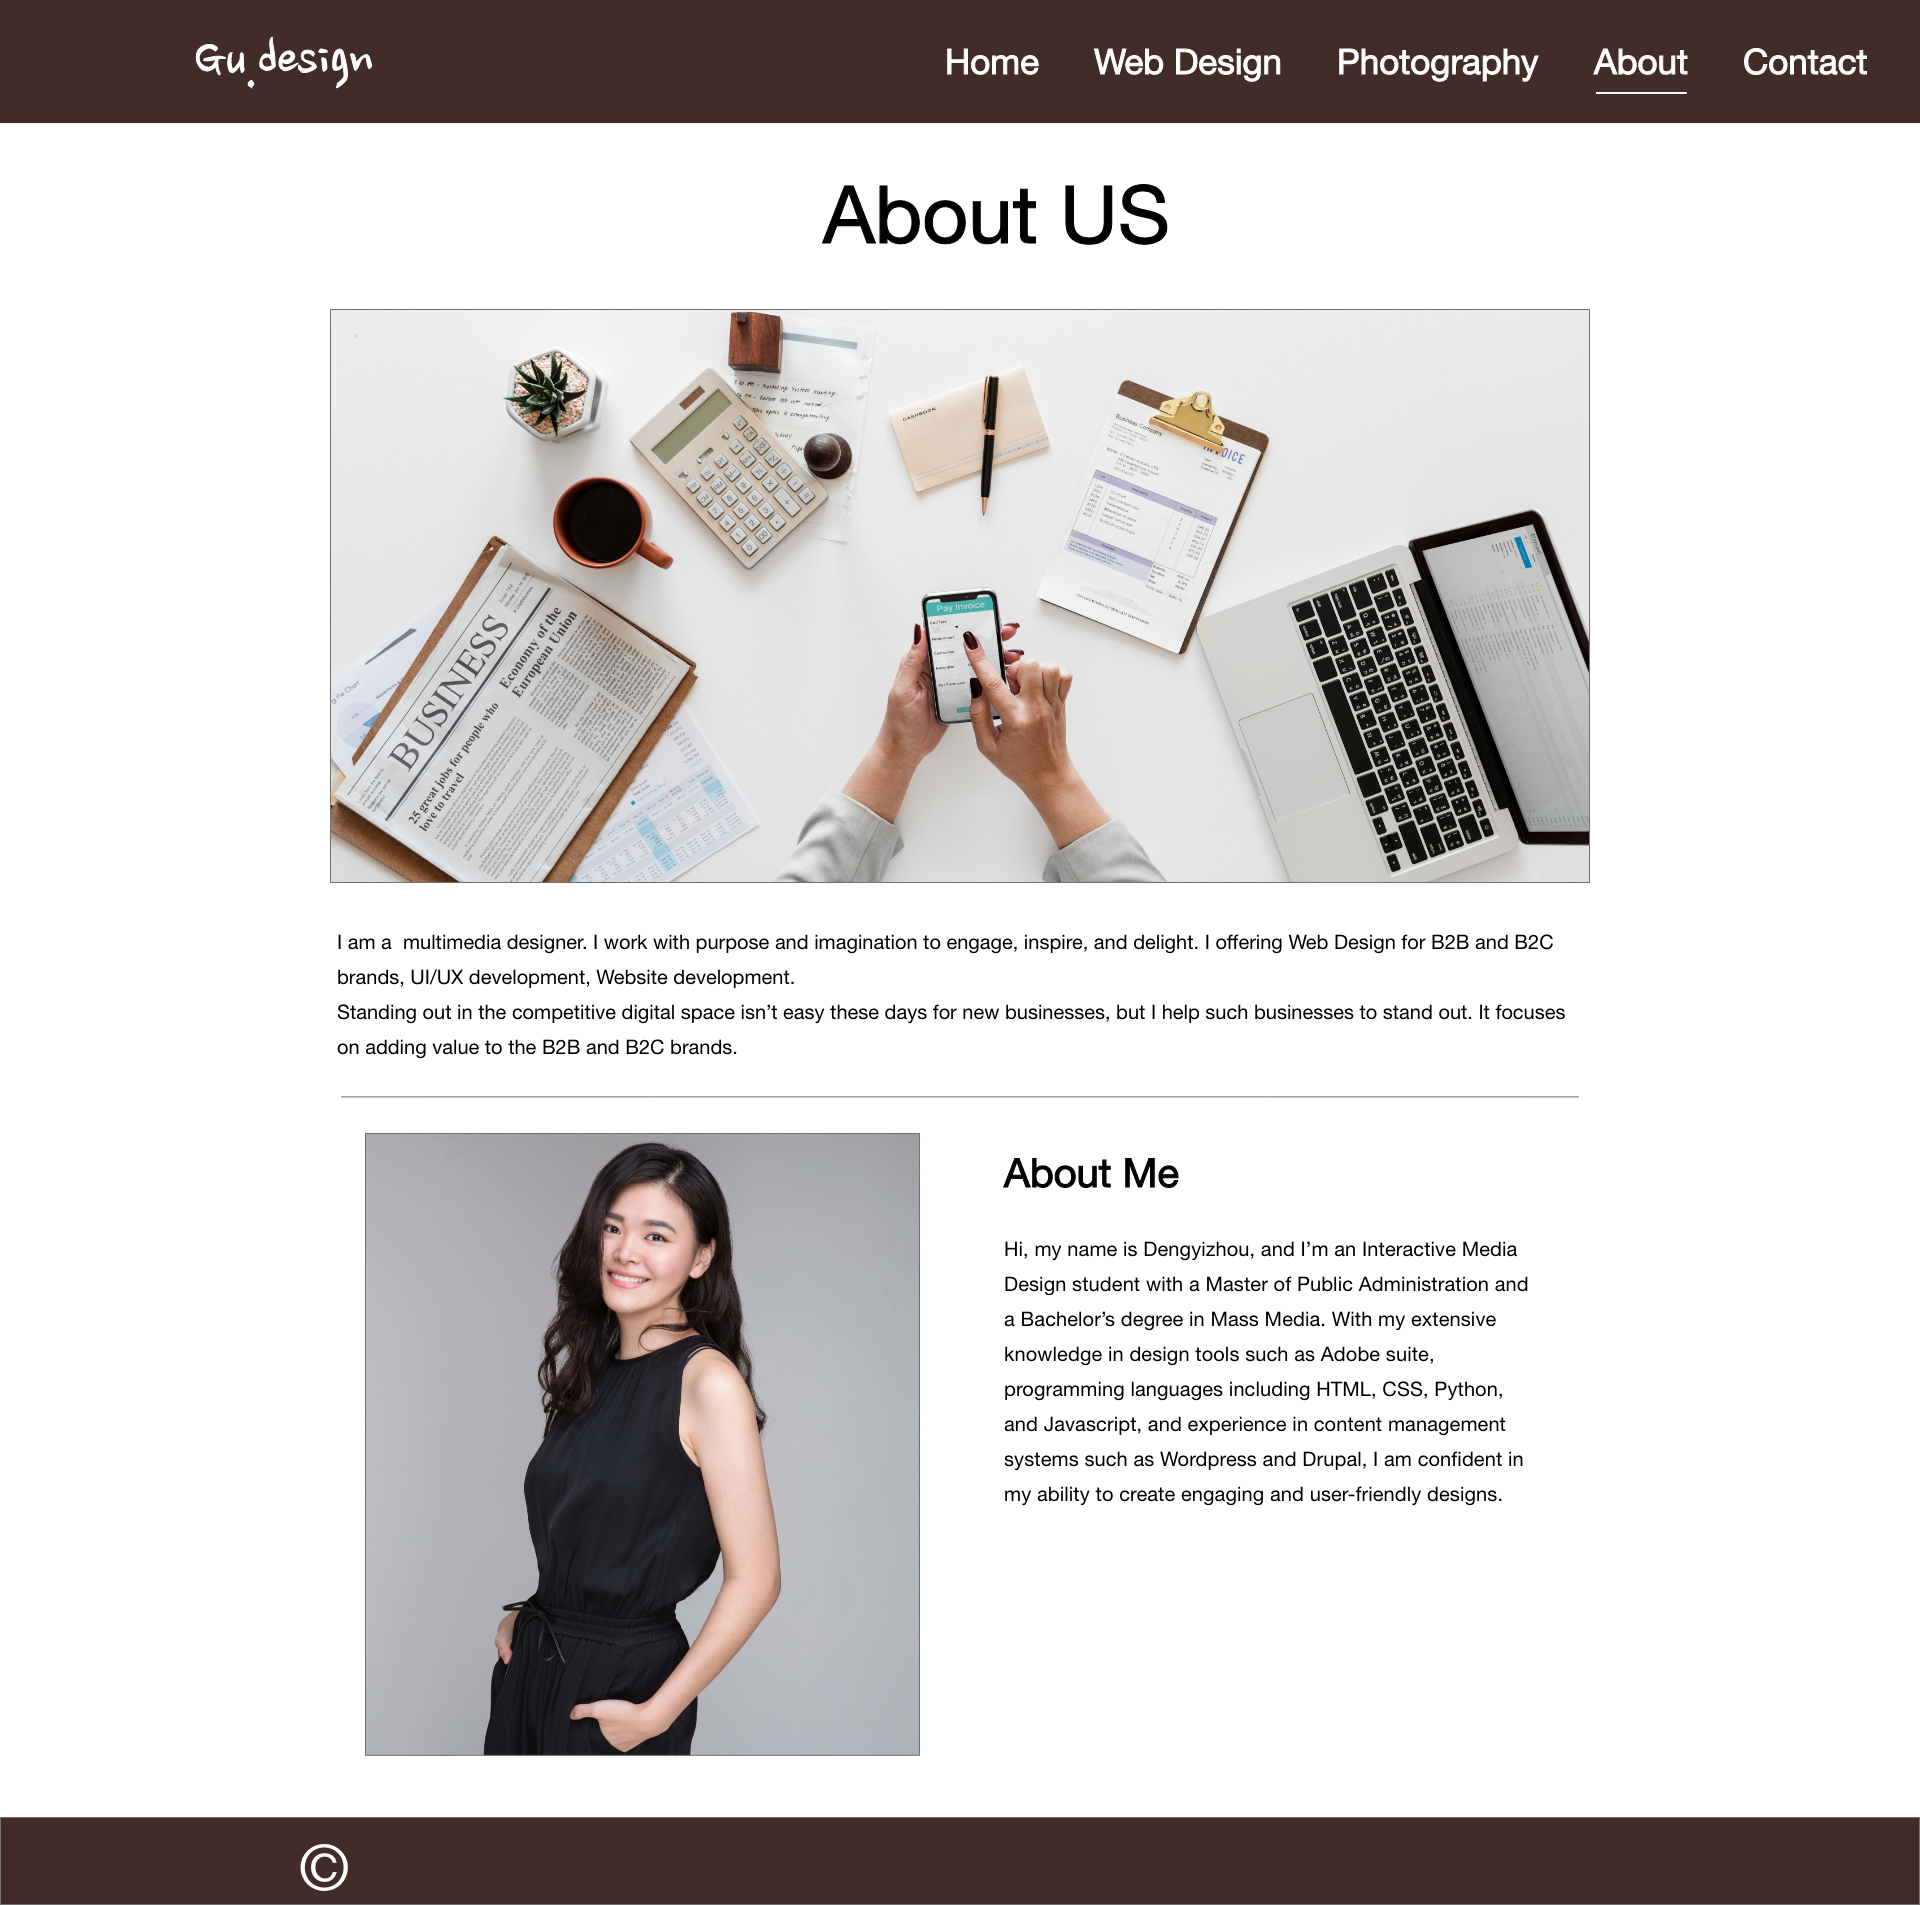 Gu.design
Home
Web Design
Photography
About
Contact
About US
CASHBOOK
Business Company
Pay Invoice
BUSINESS
Economy of the
European Union
25 great jobs for people who
love to travel
I am a  multimedia designer. I work with purpose and imagination to engage, inspire, and delight. I offering Web Design for B2B and B2C
brands, UI/UX development, Website development.
Standing out in the competitive digital space isn’t easy these days for new businesses, but I help such businesses to stand out. It focuses
on adding value to the B2B and B2C brands.
About Me
Hi, my name is Dengyizhou, and I’m an Interactive Media
Design student with a Master of Public Administration and
a Bachelor’s degree in Mass Media. With my extensive
knowledge in design tools such as Adobe suite,
programming languages including HTML, CSS, Python,
and Javascript, and experience in content management
systems such as Wordpress and Drupal, I am confident in
my ability to create engaging and user-friendly designs.
©